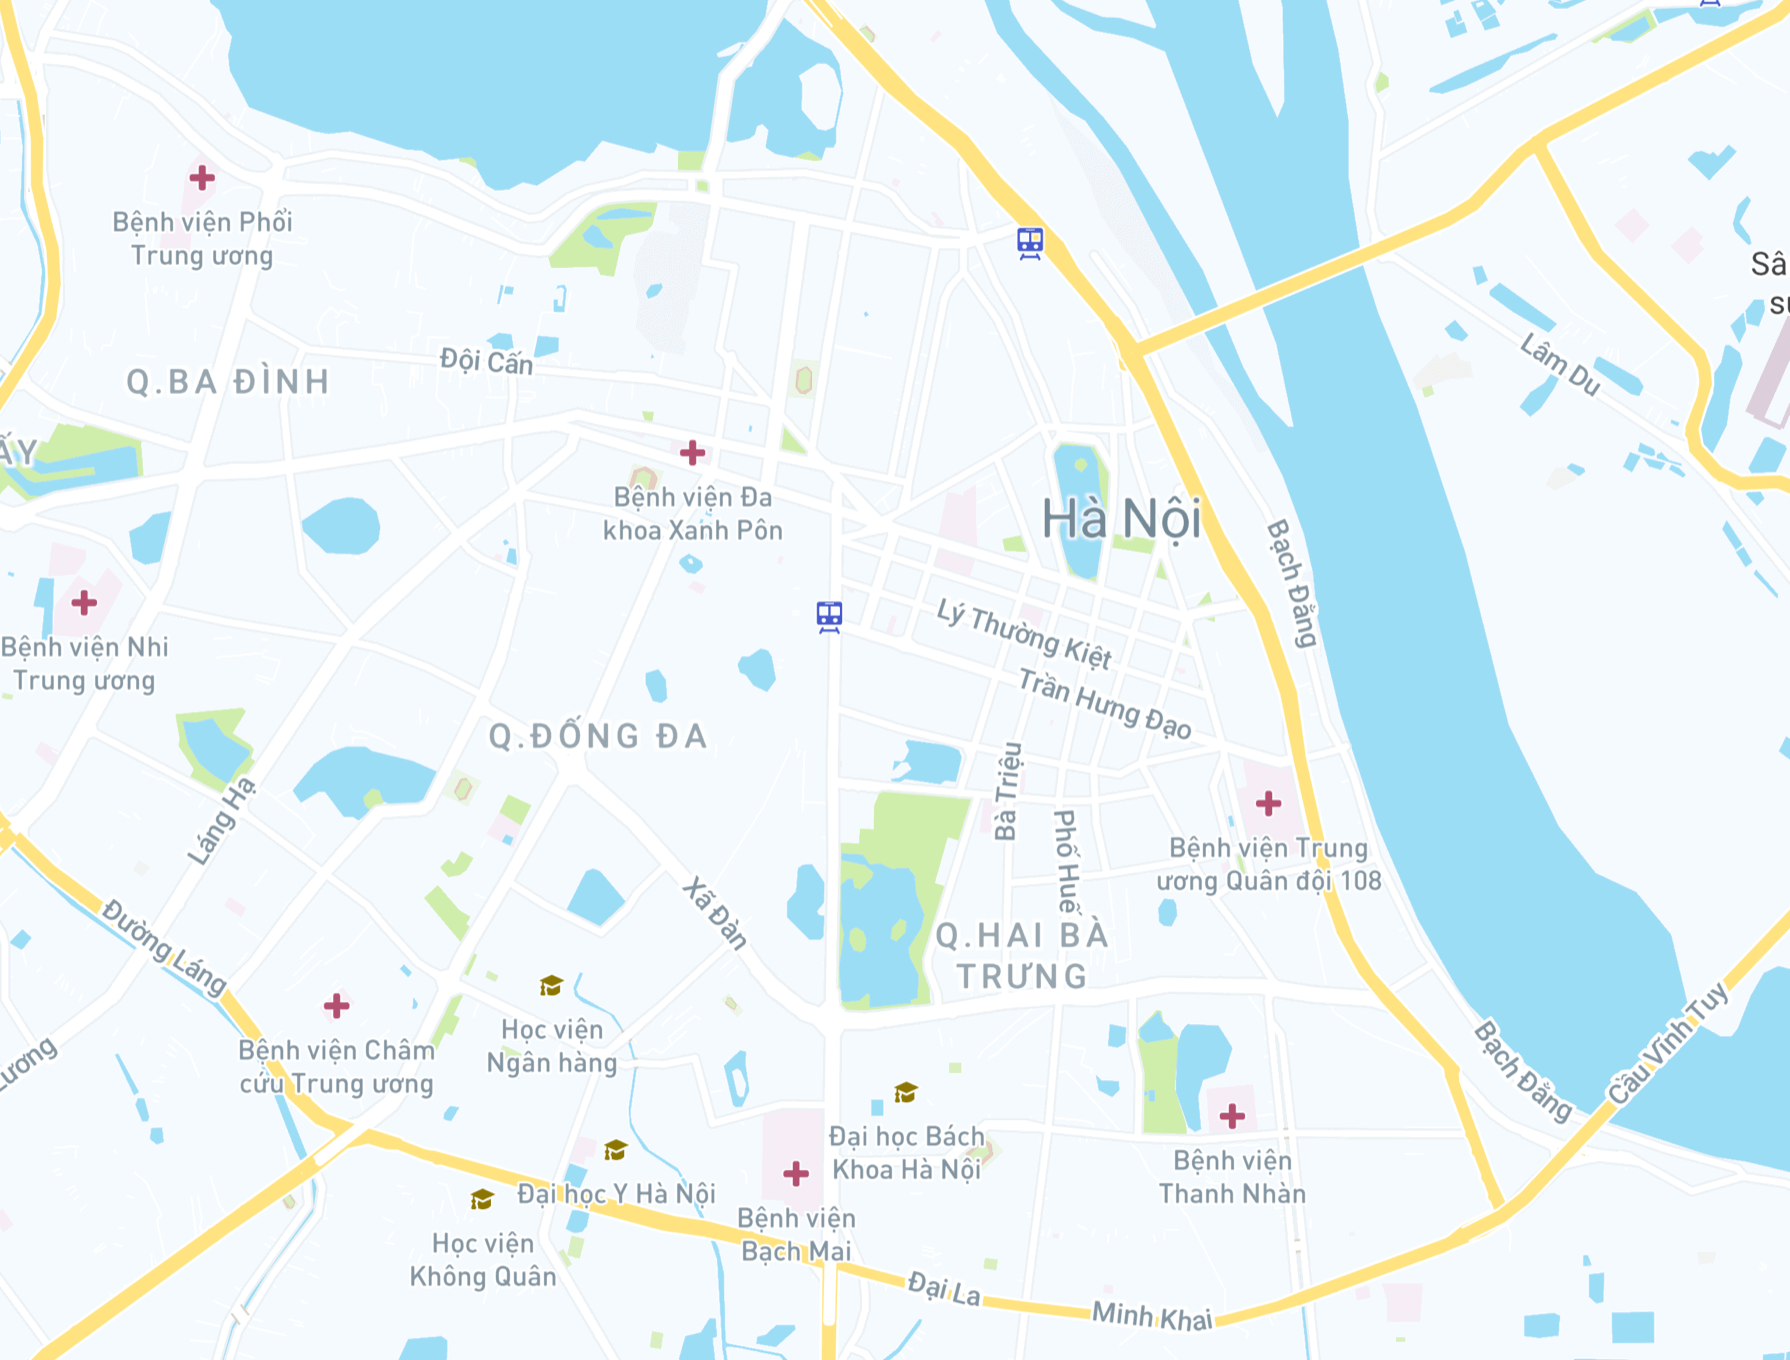 Bệnh viện Phổi
Trung ương
Sâ
Đội Cấn
Lâm Du
Q.BA ĐÌNH
ẤY
Bệnh viện Đa
khoa Xanh Pôn
Hà Nội
Bạch Đằng
Bệnh viện Nhi
Trung ương
Lý Thường Kiệt
Trần Hưng Đạo
Q.ĐỐNG ĐA
Láng Hạ
Bà Triệu
Phố Huế
Bệnh viện Trung
ương Quân đội 108
Xã Đàn
Đường Láng
Q.HAI BÀ
TRƯNG
Học viện
Ngân hàng
Bệnh viện Châm
cứu Trung ương
Lương
Bạch Đằng
Cầu Vĩnh Tuy
Đại học Bách
Khoa Hà Nội
Bệnh viện
Thanh Nhàn
Đại học Y Hà Nội
Bệnh viện
Bạch Mai
Học viện
Không Quân
Đại La
Minh Khai